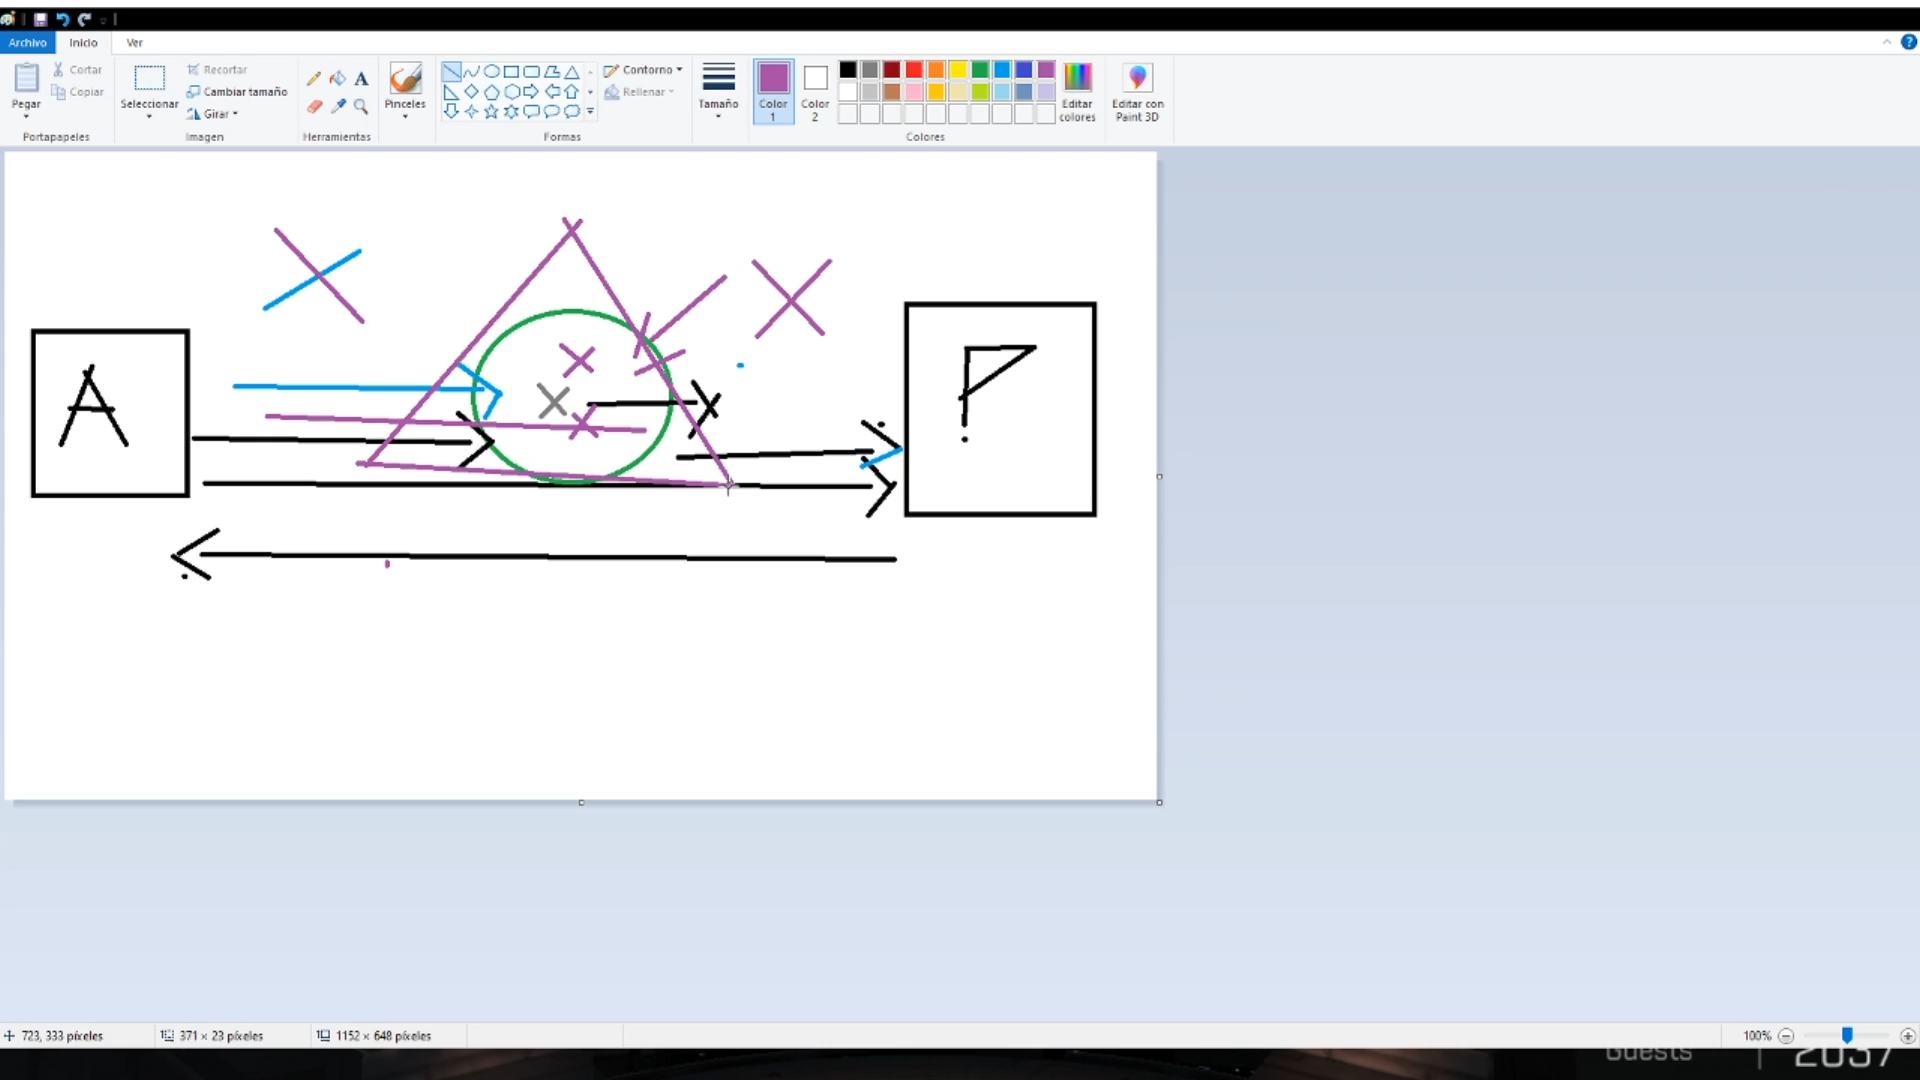 Archivo Inicio Ver
Pegar
Cortar
Copiar
Portapapeles
Seleccionar
Recortar
Cambiar tamaño
Girar
Imagen
Herramientas
Pinceles
Formas
Contorno
Rellenar
Tamaño
Color 1
Color 2
Editar colores
Editar con Paint 3D
Colores
A
P
723, 333 píxeles
371 × 23 píxeles
1152 × 648 píxeles
100%
Guests | 2037